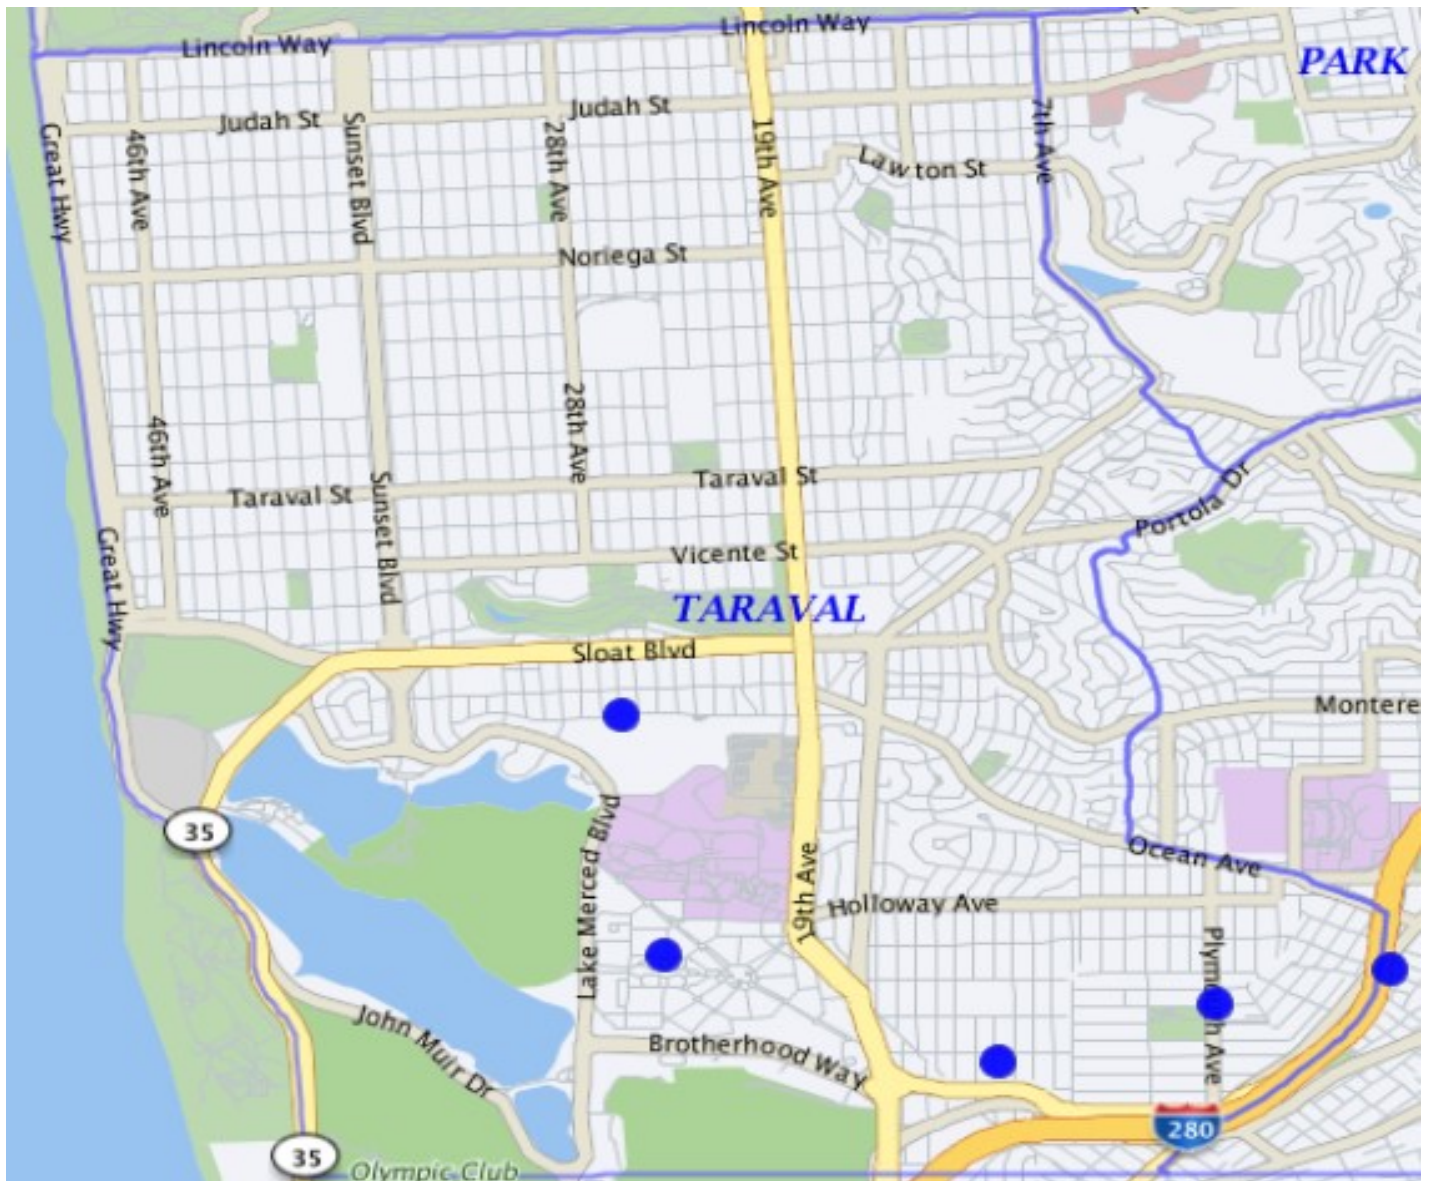 Lincoln Way
Lincoln Way
PARK
Judah St
Judah St
Great Hwy
46th Ave
Sunset Blvd
28th Ave
19th Ave
7th Ave
Lawton St
Noriega St
46th Ave
28th Ave
Taraval St
Taraval St
Sunset Blvd
Portola Dr
Great Hwy
Vicente St
TARAVAL
Sloat Blvd
Montere
35
Lake Merced Blvd
19th Ave
Ocean Ave
Holloway Ave
Plym th Ave
John Muir Dr
Brotherhood Way
280
35
Olympic Club